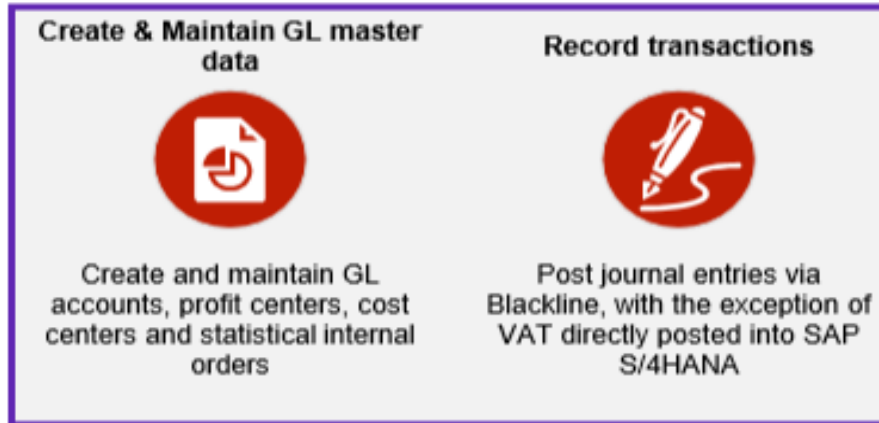 Create & Maintain GL master
data
Create and maintain GL
accounts, profit centers, cost
centers and statistical internal
orders
Record transactions
Post journal entries via
Blackline, with the exception of
VAT directly posted into SAP
S/4HANA